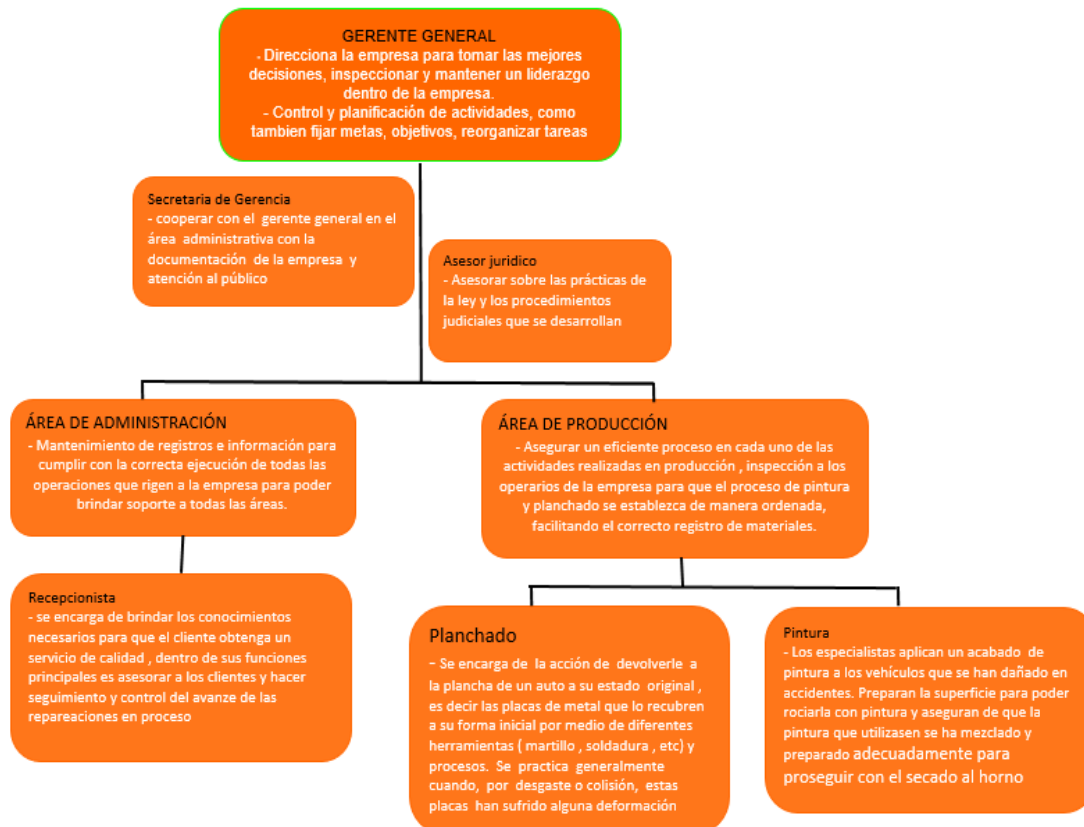 GERENTE GENERAL
- Direcciona la empresa para tomar las mejores
decisiones, inspeccionar y mantener un liderazgo
dentro de la empresa.
- Control y planificación de actividades, como
tambien fijar metas, objetivos, reorganizar tareas
Secretaria de Gerencia
- cooperar con el gerente general en el
área administrativa con la
documentación de la empresa y
atención al público
Asesor juridico
- Asesorar sobre las prácticas de
la ley y los procedimientos
judiciales que se desarrollan
ÁREA DE ADMINISTRACIÓN
- Mantenimiento de registros e información para
cumplir con la correcta ejecución de todas las
operaciones que rigen a la empresa para poder
brindar soporte a todas las áreas.
ÁREA DE PRODUCCIÓN
- Asegurar un eficiente proceso en cada uno de las
actividades realizadas en producción , inspección a los
operarios de la empresa para que el proceso de pintura
y planchado se establezca de manera ordenada,
facilitando el correcto registro de materiales.
Recepcionista
- se encarga de brindar los conocimientos
necesarios para que el cliente obtenga un
servicio de calidad , dentro de sus funciones
principales es asesorar a los clientes y hacer
seguimiento y control del avanze de las
repareaciones en proceso
Planchado
- Se encarga de la acción de devolverle a
la plancha de un auto a su estado original ,
es decir las placas de metal que lo recubren
a su forma inicial por medio de diferentes
herramientas ( martillo , soldadura , etc) y
procesos. Se practica generalmente
cuando, por desgaste o colisión, estas
placas han sufrido alguna deformación
Pintura
- Los especialistas aplican un acabado de
pintura a los vehículos que se han dañado en
accidentes. Preparan la superficie para poder
rociarla con pintura y aseguran de que la
pintura que utilizasen se ha mezclado y
preparado adecuadamente para
proseguir con el secado al horno